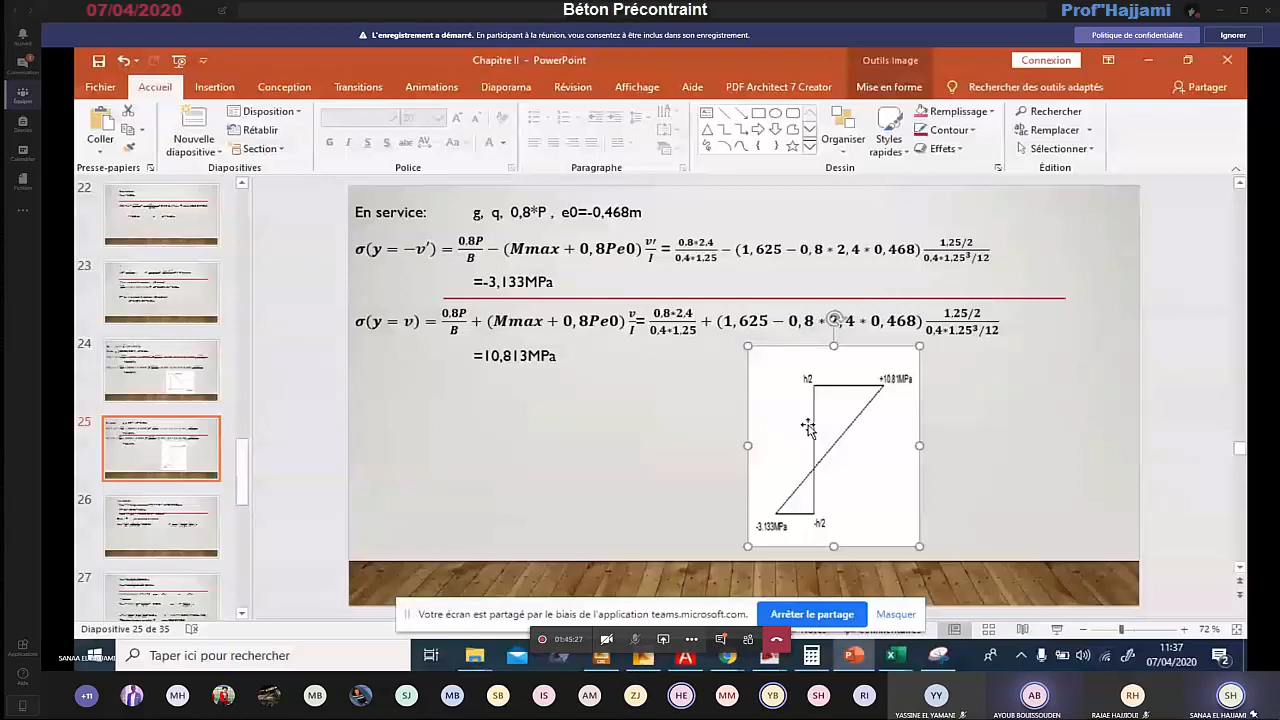 07/04/2020
Béton Précontraint
Prof"Hajjami
L'enregistrement a démarré. En participant à la réunion, vous consentez à être inclus dans son enregistrement.
Politique de confidentialité
Ignorer
Chapitre II - PowerPoint
Outils Image
Connexion
Fichier
Accueil
Insertion
Conception
Transitions
Animations
Diaporama
Révision
Affichage
Aide
PDF Architect 7 Creator
Mise en forme
Rechercher des outils adaptés
Partager
Coller
Nouvelle diapositive
Disposition
Rétablir
Section
Organiser
Styles rapides
Remplissage
Contour
Effets
Rechercher
Remplacer
Sélectionner
Presse-papiers
Diapositives
Police
Paragraphe
Dessin
Édition
22
23
24
25
26
27
En service: g, q, 0,8*P , e0=-0,468m
σ(y = −v′) = 0,8P/B − (Mmax + 0,8Pe0) v′/I = 0.8∗2,4/0.4∗1,25 − (1,625 − 0,8 ∗ 2,4 ∗ 0,468) 1,25/2 / 0,4∗1.25³/12
=-3,133MPa
σ(y = v) = 0,8P/B + (Mmax + 0,8Pe0) v/I = 0.8∗2,4/0.4∗1,25 + (1,625 − 0,8 ∗ 2,4 ∗ 0,468) 1,25/2 / 0,4∗1.25³/12
=10,813MPa
h/2
+10.81MPa
-3.133MPa
-h/2
Votre écran est partagé par le biais de l'application teams.microsoft.com.
Arrêter le partage
Masquer
Diapositive 25 de 35
72 %
01:45:27
SANAA EL HAJJAMI
Taper ici pour rechercher
11:37
07/04/2020
2
+11
MH
MB
SJ
MB
SB
IS
AM
ZJ
HE
MM
YB
SH
RI
YY
YASSINE EL YAMANI
AB
AYOUB BOUISSOUDEN
RH
RAJAE HAJJIOUI
SH
SANAA EL HAJJAMI